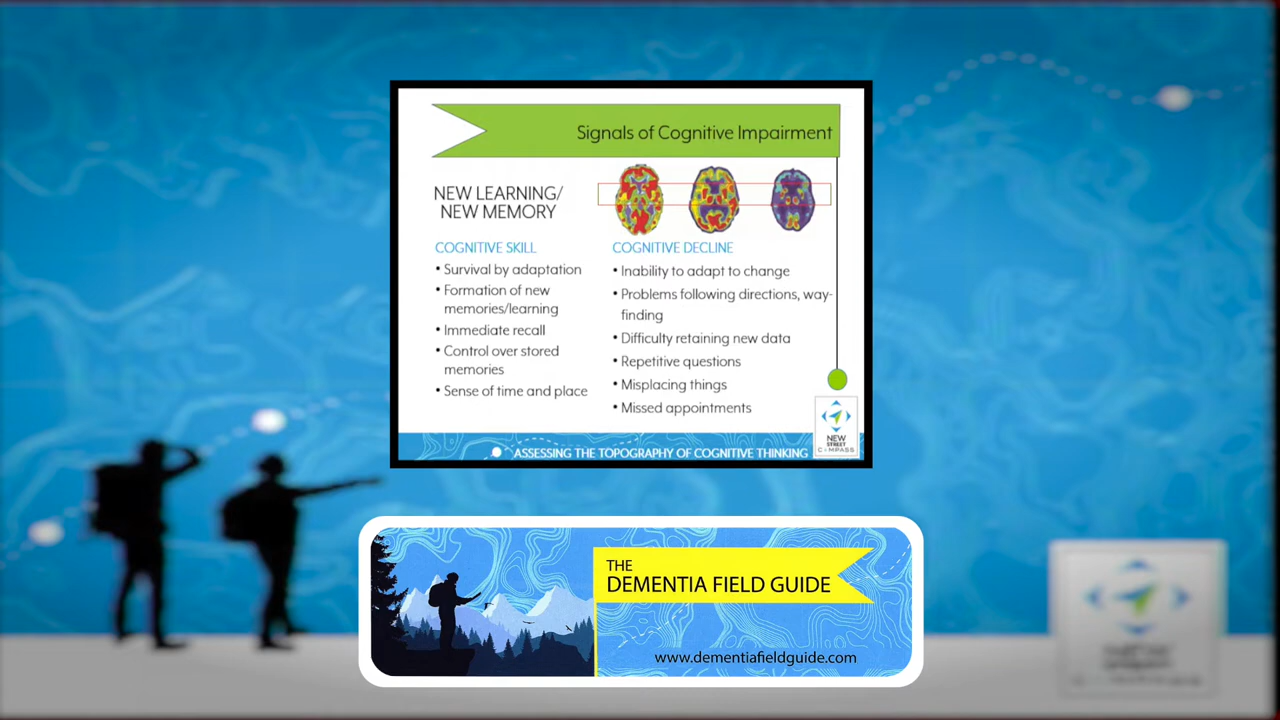 Signals of Cognitive Impairment
NEW LEARNING/
NEW MEMORY
COGNITIVE SKILL
• Survival by adaptation
• Formation of new
memories/learning
• Immediate recall
• Control over stored
memories
• Sense of time and place
COGNITIVE DECLINE
• Inability to adapt to change
• Problems following directions, way-
finding
• Difficulty retaining new data
• Repetitive questions
• Misplacing things
• Missed appointments
NEW
STREET
COMPASS
ASSESSING THE TOPOGRAPHY OF COGNITIVE THINKING
THE
DEMENTIA FIELD GUIDE
www.dementiafieldguide.com